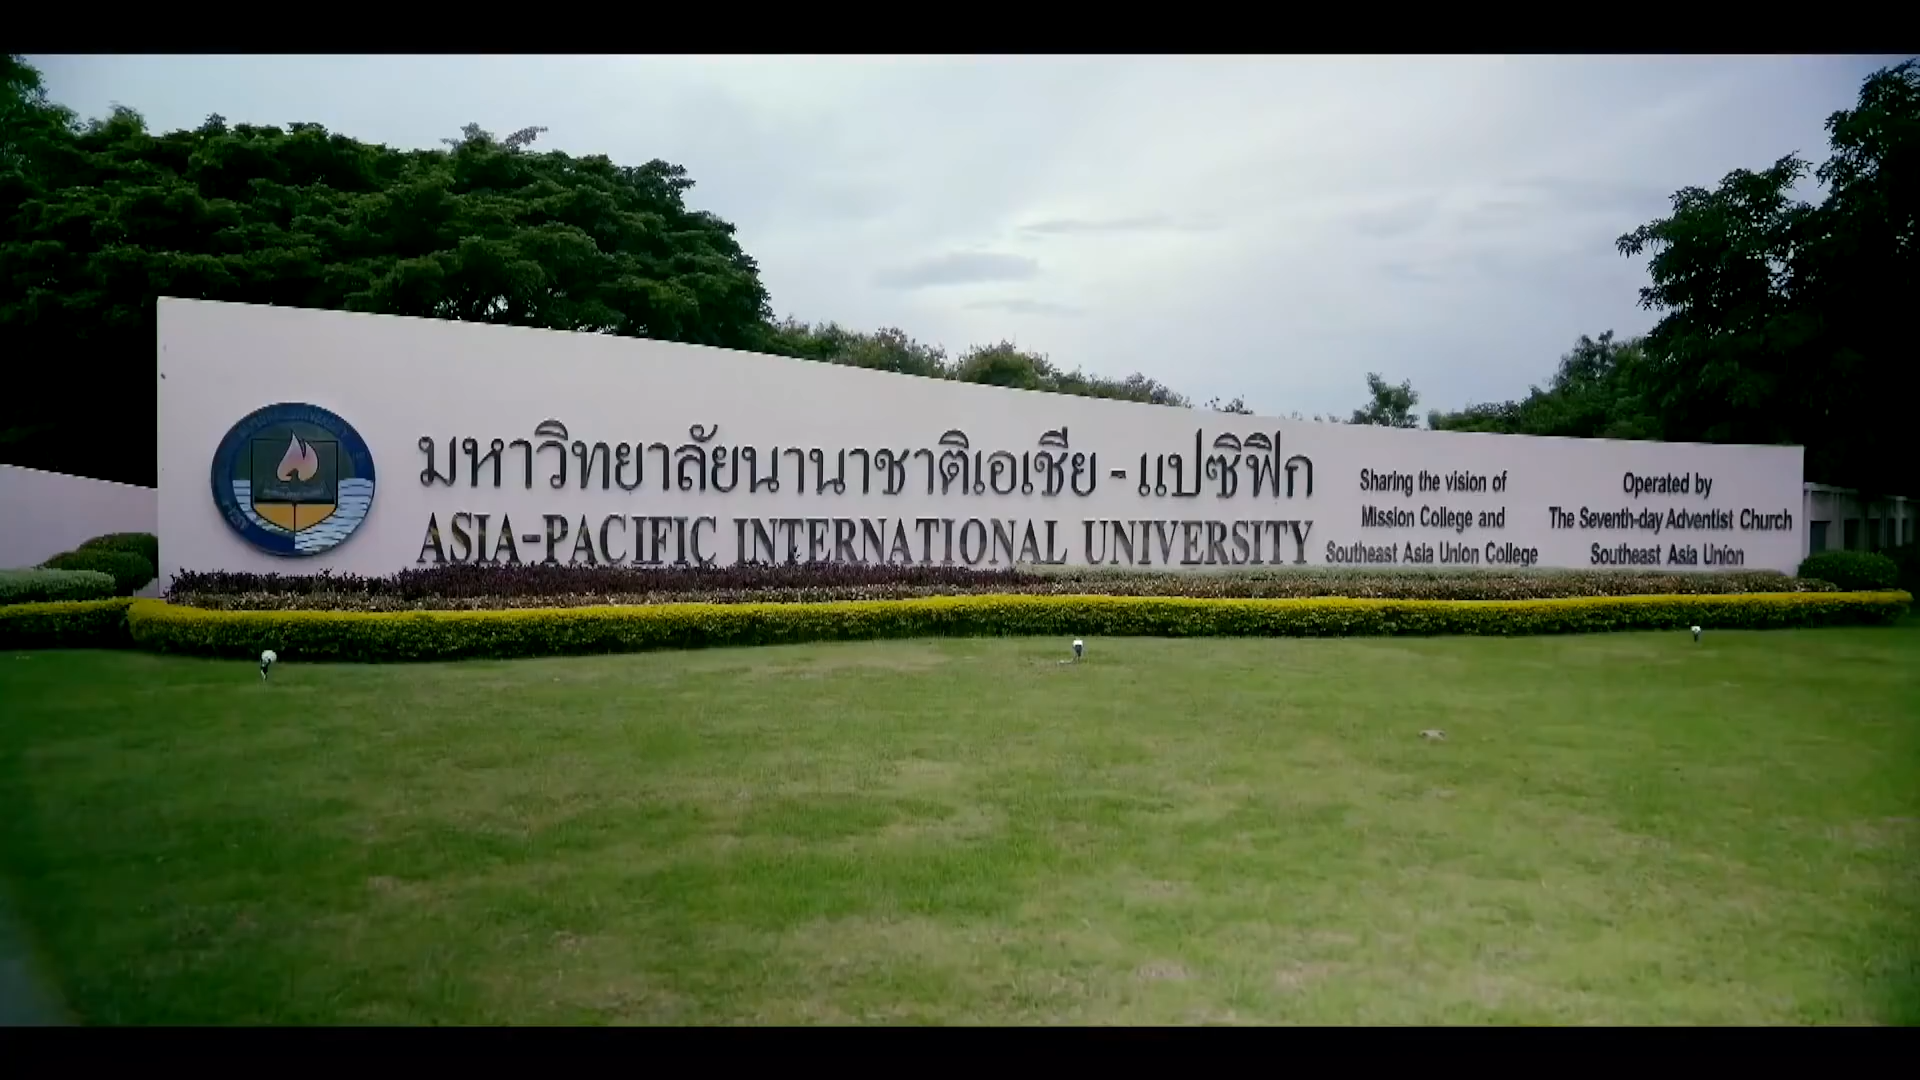 มหาวิทยาลัยนานาชาติเอเชีย - แปซิฟิก
ASIA-PACIFIC INTERNATIONAL UNIVERSITY
Sharing the vision of
Mission College and
Southeast Asia Union College
Operated by
The Seventh-day Adventist Church
Southeast Asia Union